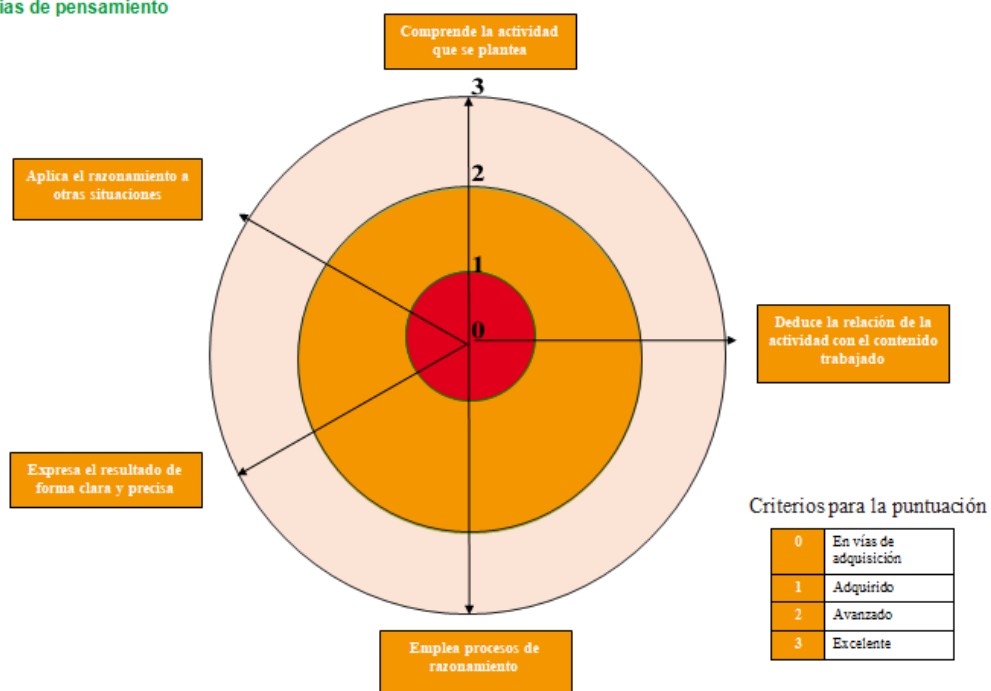 ias de pensamiento
Comprende la actividad
que se plantea
3
Aplica el razonamiento a
otras situaciones
2
1
0
Deduce la relación de la
actividad con el contenido
trabajado
Expresa el resultado de
forma clara y precisa
Emplea procesos de
razonamiento
Criterios para la puntuación
0 En vías de
adquisición
1 Adquirido
2 Avanzado
3 Excelente